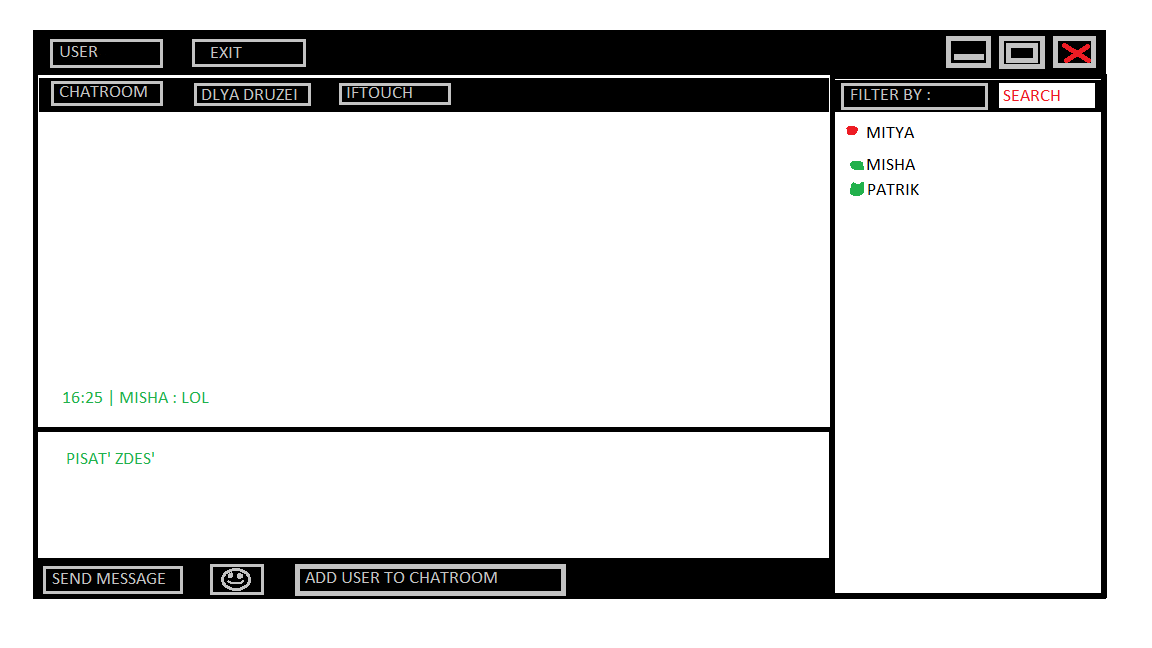 USER EXIT
CHATROOM DLYA DRUZEI IFTOUCH
FILTER BY : SEARCH
MITYA
MISHA
PATRIK
16:25 | MISHA : LOL
PISAT' ZDES'
SEND MESSAGE ADD USER TO CHATROOM